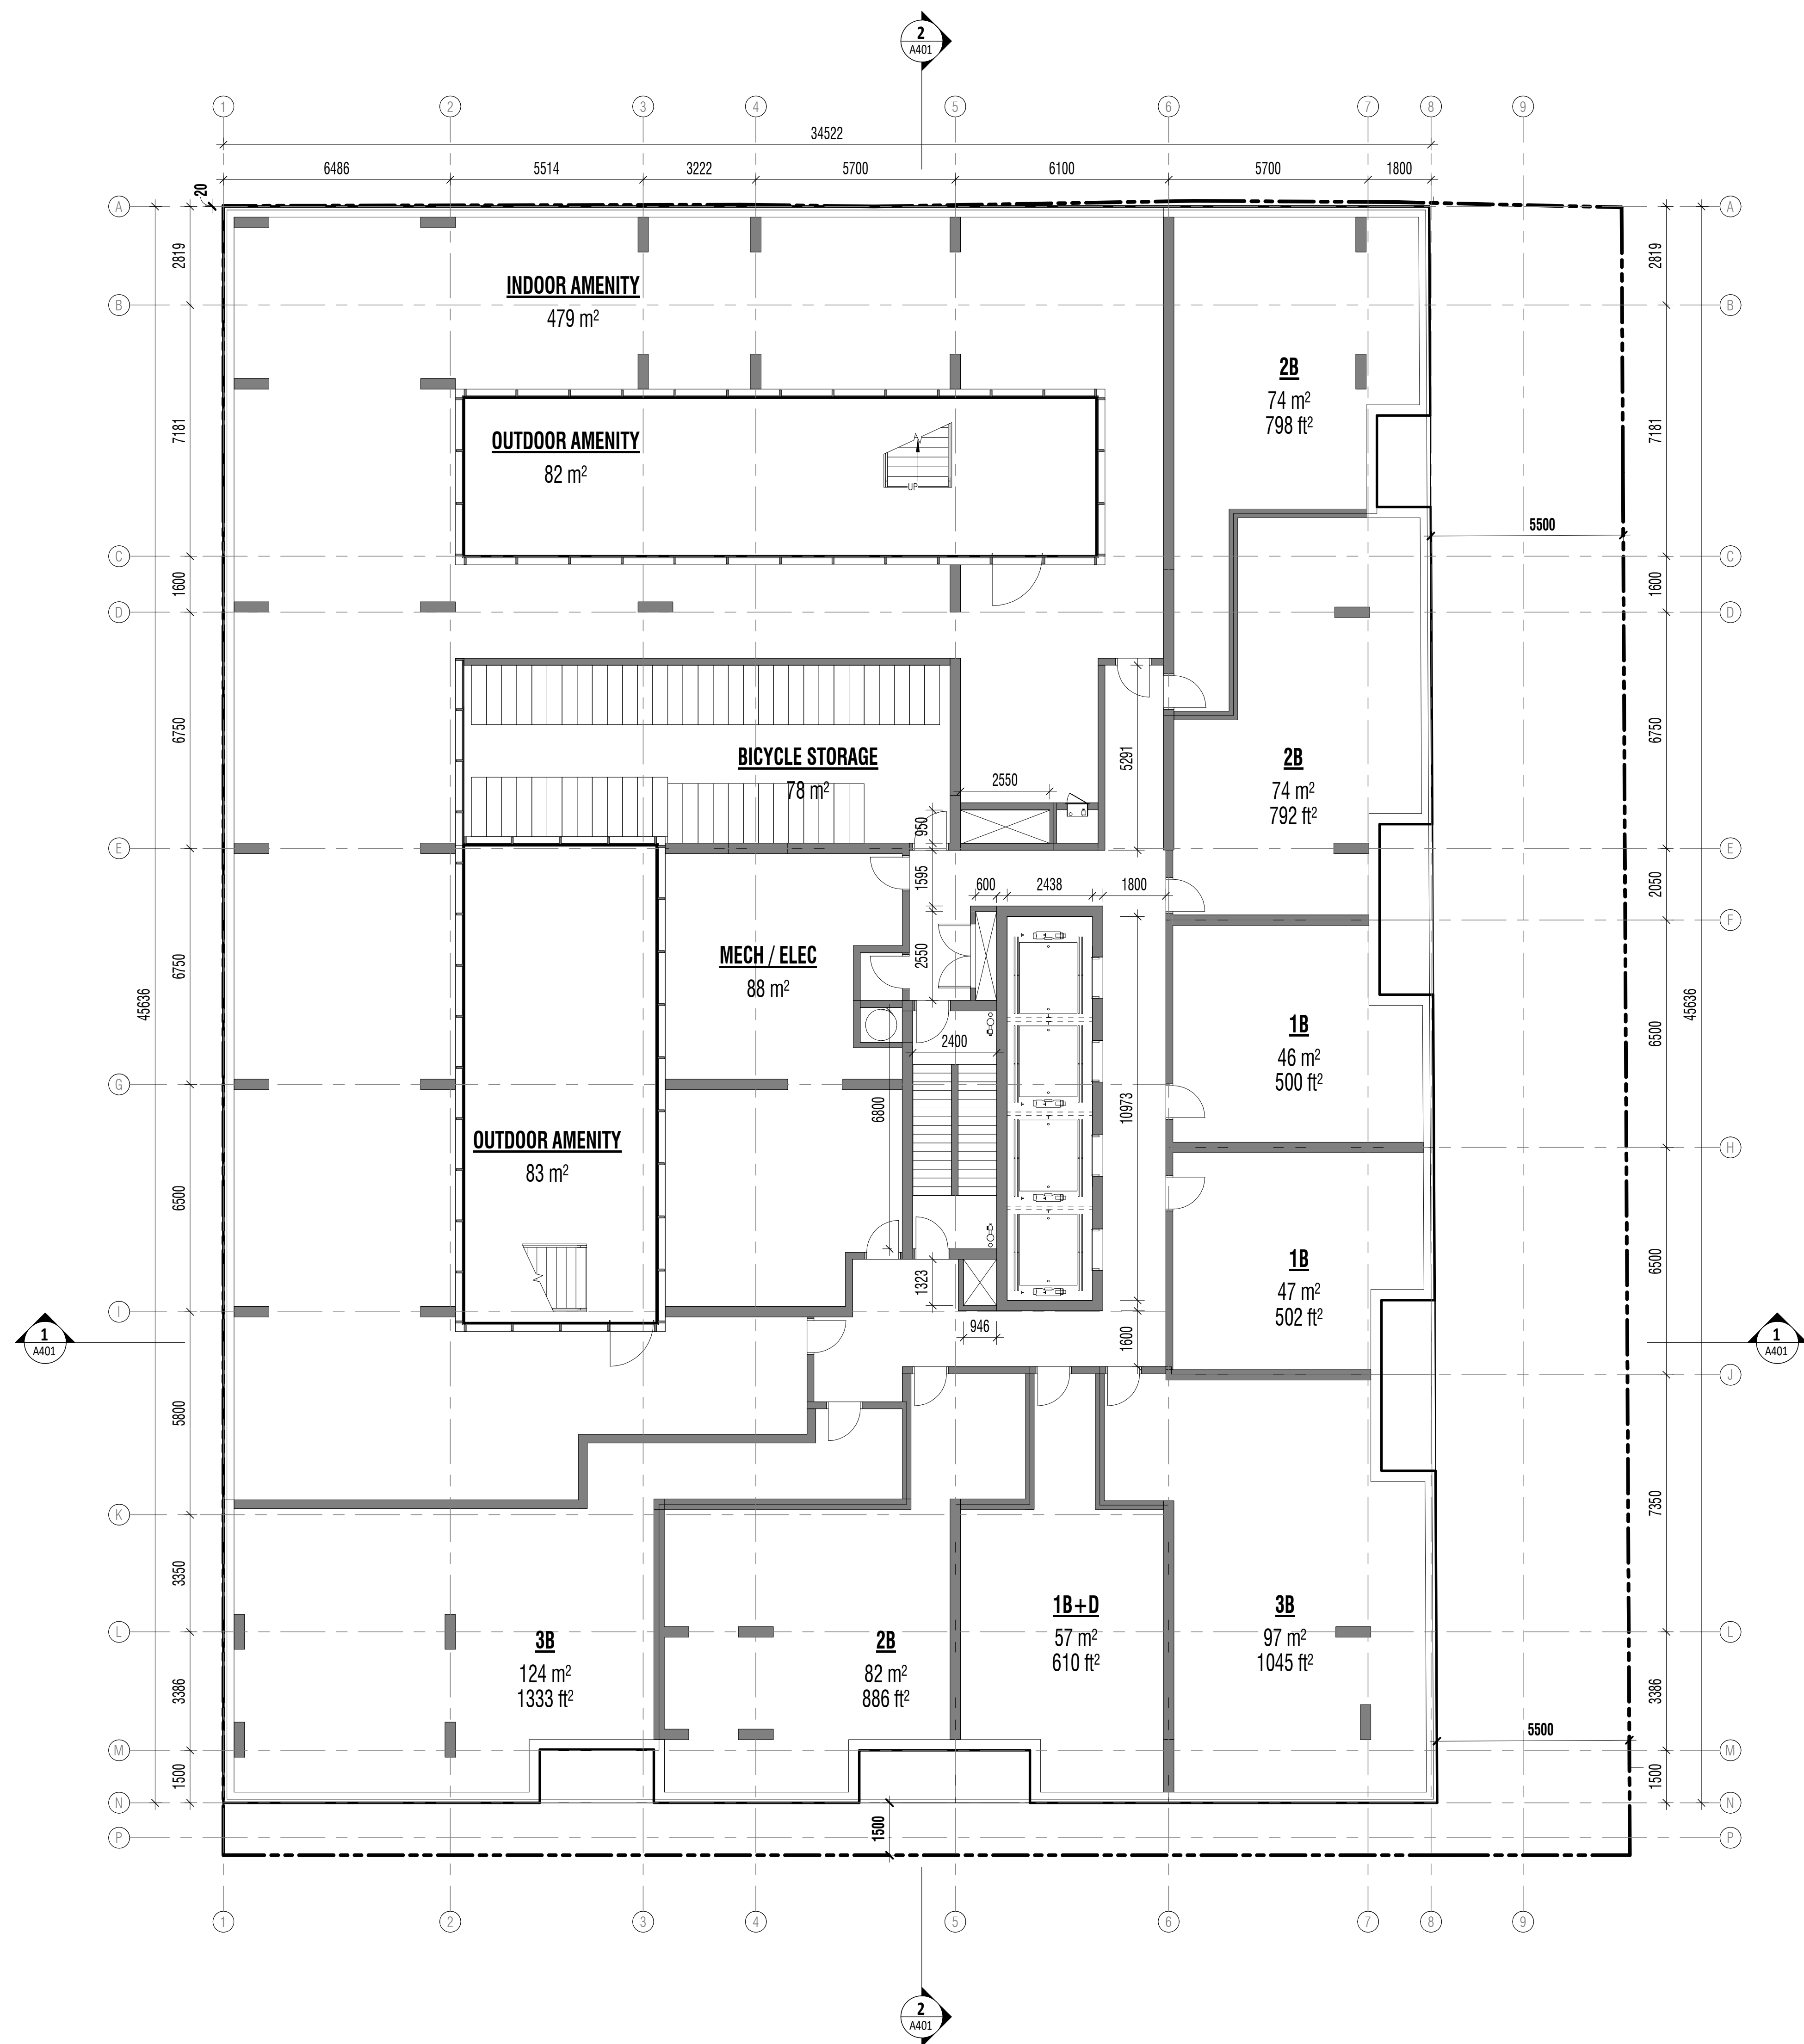 2
A401
1 2 3 4 5 6 7 8 9
34522
6486 5514 3222 5700 6100 5700 1800
20
A A
2819 2819
INDOOR AMENITY
479 m²
B B
2B
74 m²
798 ft²
7181 7181
OUTDOOR AMENITY
82 m²
UP
5500
C C
1600 1600
D D
6750 6750
BICYCLE STORAGE
78 m²
5291
2550
2B
74 m²
792 ft²
950
E E
1595
600 2438 1800
2050
F
45636 45636
6750
MECH / ELEC
88 m²
2550
6500
1B
46 m²
500 ft²
2400
G
6800
10973
OUTDOOR AMENITY
83 m²
H
6500 6500
1B
47 m²
502 ft²
1323
I
946
1600
1
A401
1
A401
J
5800
7350
K
3350
3B
124 m²
1333 ft²
2B
82 m²
886 ft²
1B+D
57 m²
610 ft²
3B
97 m²
1045 ft²
L L
3386 3386
5500
M M
1500 1500
N N
1500
P P
1 2 3 4 5 6 7 8 9
2
A401